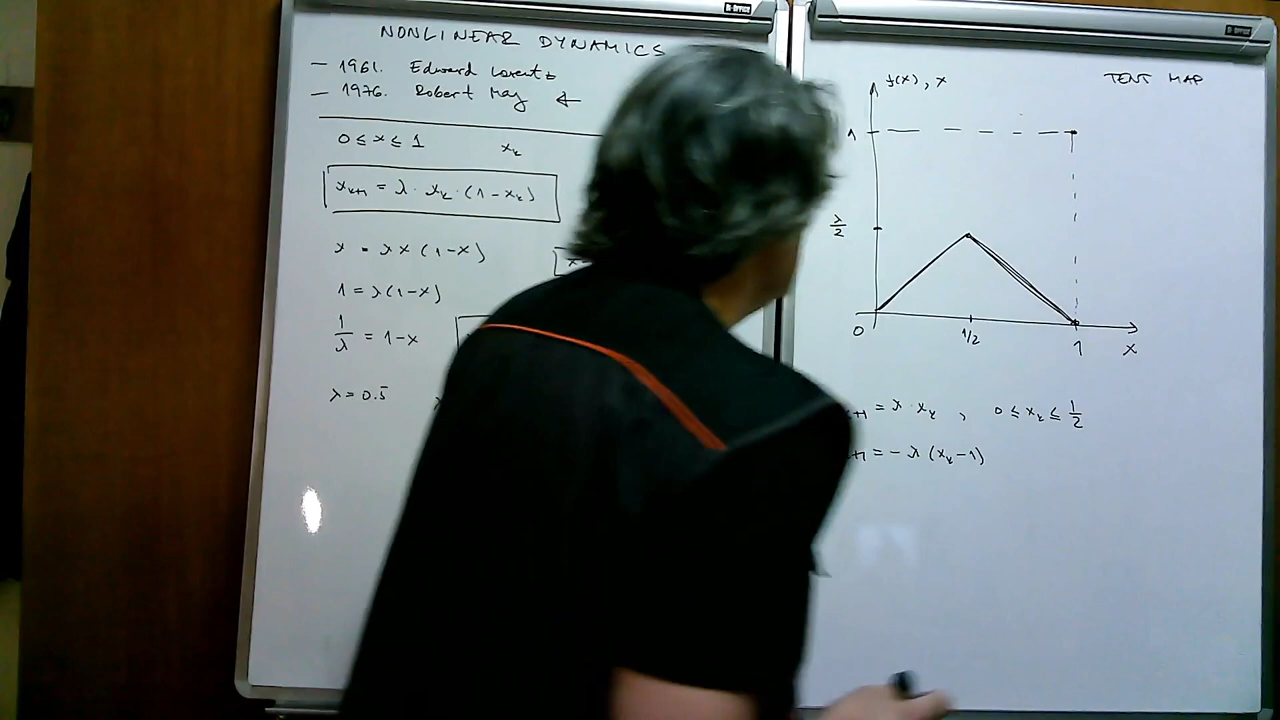 NONLINEAR DYNAMICS
— 1961. Edward Lorentz
— 1976. Robert May ←
0 ≤ x ≤ 1 xₖ
xₖ₊₁ = λ · xₖ · (1 - xₖ)
x = λ x (1 - x)
1 = λ(1 - x)
1/λ = 1 - x
λ = 0.5
TENT MAP
f(x), x
1
λ/2
0 1/2 1 x
= λ · xₖ , 0 ≤ xₖ ≤ 1/2
= - λ (xₖ - 1)